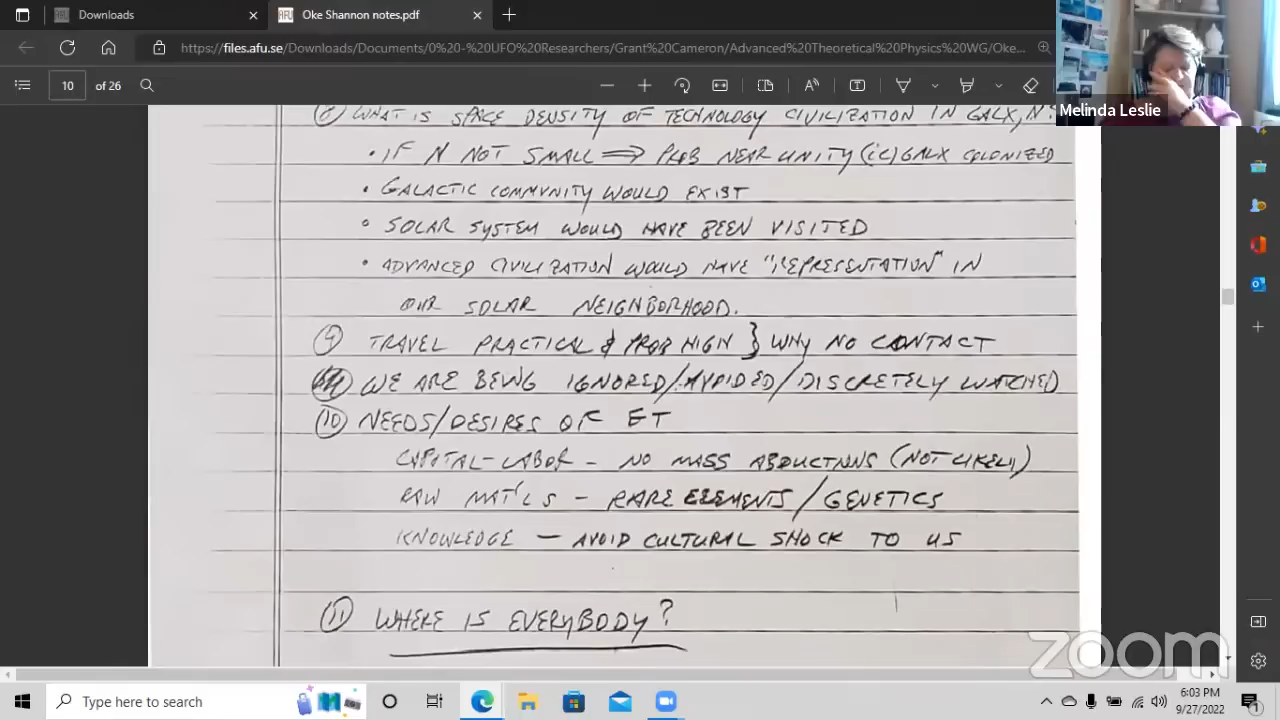 Downloads
Oke Shannon notes.pdf
https://files.afu.se/Downloads/Documents/0%20-%20UFO%20Researchers/Grant%20Cameron/Advanced%20Theoretical%20Physics%20WG/Oke...
10 of 26
Melinda Leslie
⑧ WHAT IS SPACE DENSITY OF TECHNOLOGY CIVILIZATION IN GALX, N?
• IF N NOT SMALL ⟹ PROB NEAR UNITY (ie) GALX COLONIZED
• GALACTIC COMMUNITY WOULD EXIST
• SOLAR SYSTEM WOULD HAVE BEEN VISITED
• ADVANCED CIVILIZATION WOULD HAVE "REPRESENTATION" IN
OUR SOLAR NEIGHBORHOOD.
⑨ TRAVEL PRACTICAL & PROB HIGH } WHY NO CONTACT
WE ARE BEING IGNORED/AVOIDED/DISCRETELY WATCHED
⑩ NEEDS/DESIRES OF ET
CAPITAL-LABOR - NO MASS ABDUCTNOS (NOT LIKELY)
RAW MAT'LS - RARE ELEMENTS/GENETICS
KNOWLEDGE - AVOID CULTURAL SHOCK TO US
⑪ WHERE IS EVERYBODY?
zoom
Type here to search
6:03 PM
9/27/2022